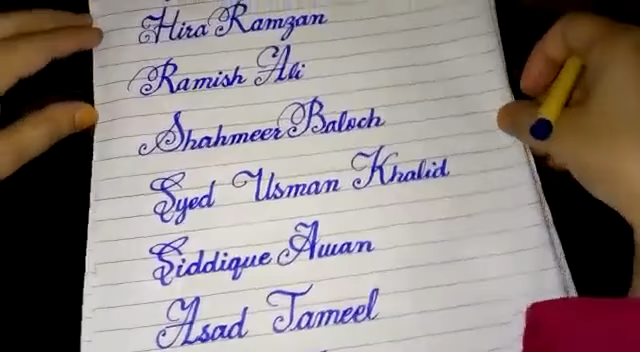 Hira Ramzan
Ramish Ali
Shahmeer Baloch
Syed Usman Khalid
Siddique Awan
Asad Jameel